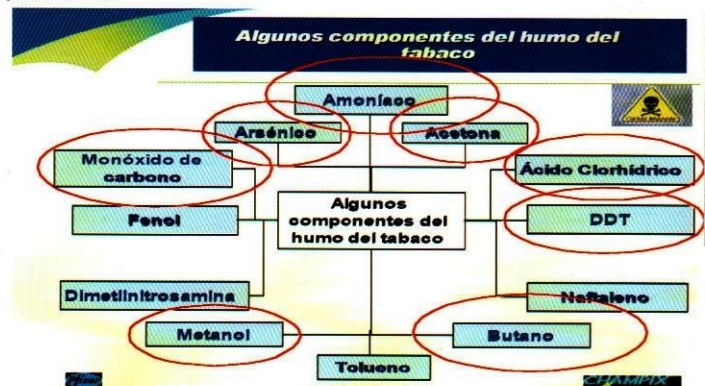 Algunos componentes del humo del
tabaco
Amoníaco
Arsénico
Acetona
Monóxido de
carbono
Ácido Clorhídrico
Algunos
componentes del
humo del tabaco
Fenol
DDT
Dimetilnitrosamina
Naftaleno
Metanol
Butano
Tolueno
Pfizer
CHAMPIX